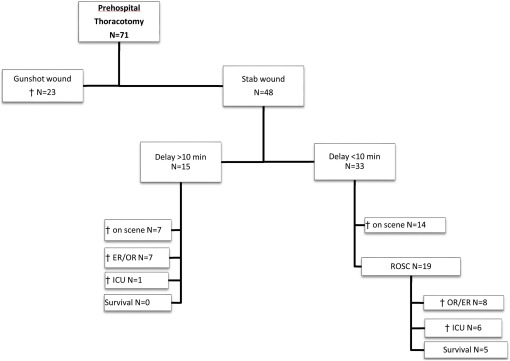 Prehospital
Thoracotomy
N=71
Gunshot wound
† N=23
Stab wound
N=48
Delay >10 min
N=15
Delay <10 min
N=33
† on scene N=7
† ER/OR N=7
† ICU N=1
Survival N=0
† on scene N=14
ROSC N=19
† OR/ER N=8
† ICU N=6
Survival N=5